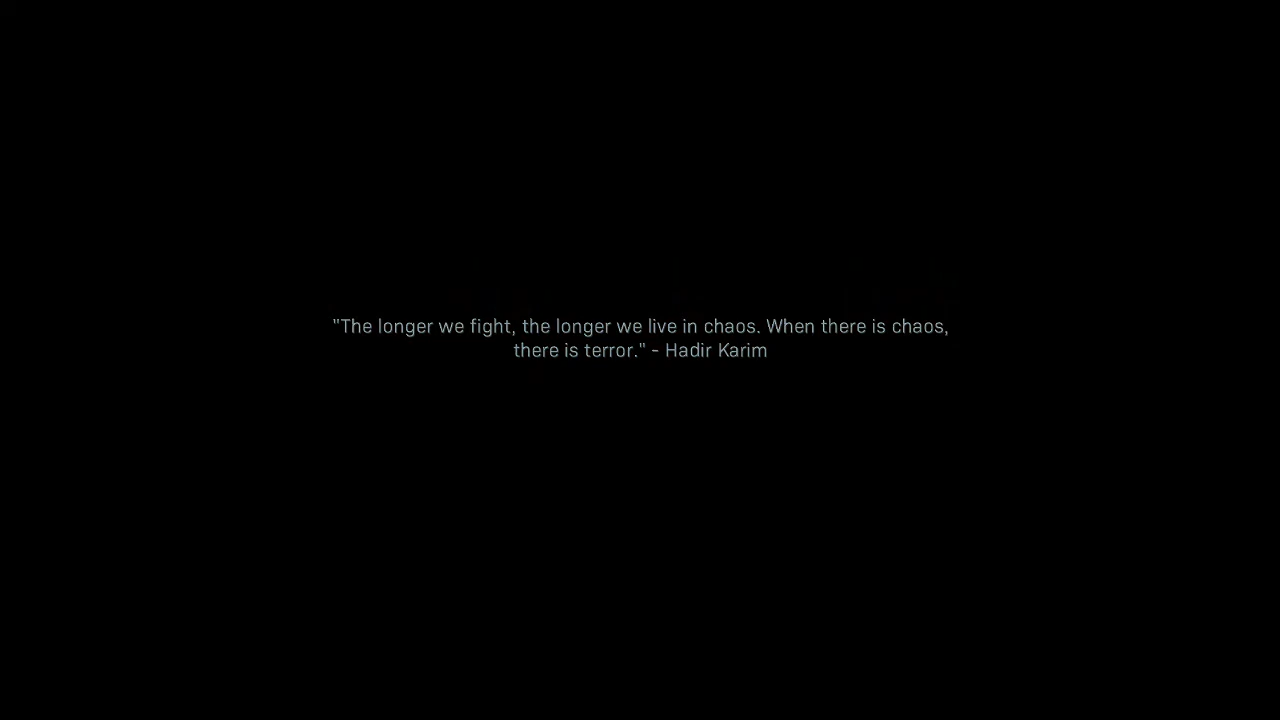 "The longer we fight, the longer we live in chaos. When there is chaos,
there is terror." - Hadir Karim